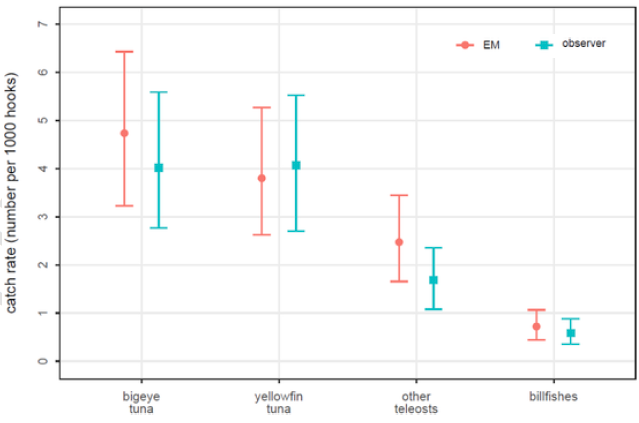 7
6
5
4
3
2
1
0
catch rate (number per 1000 hooks)
EM
observer
bigeye
tuna
yellowfin
tuna
other
teleosts
billfishes